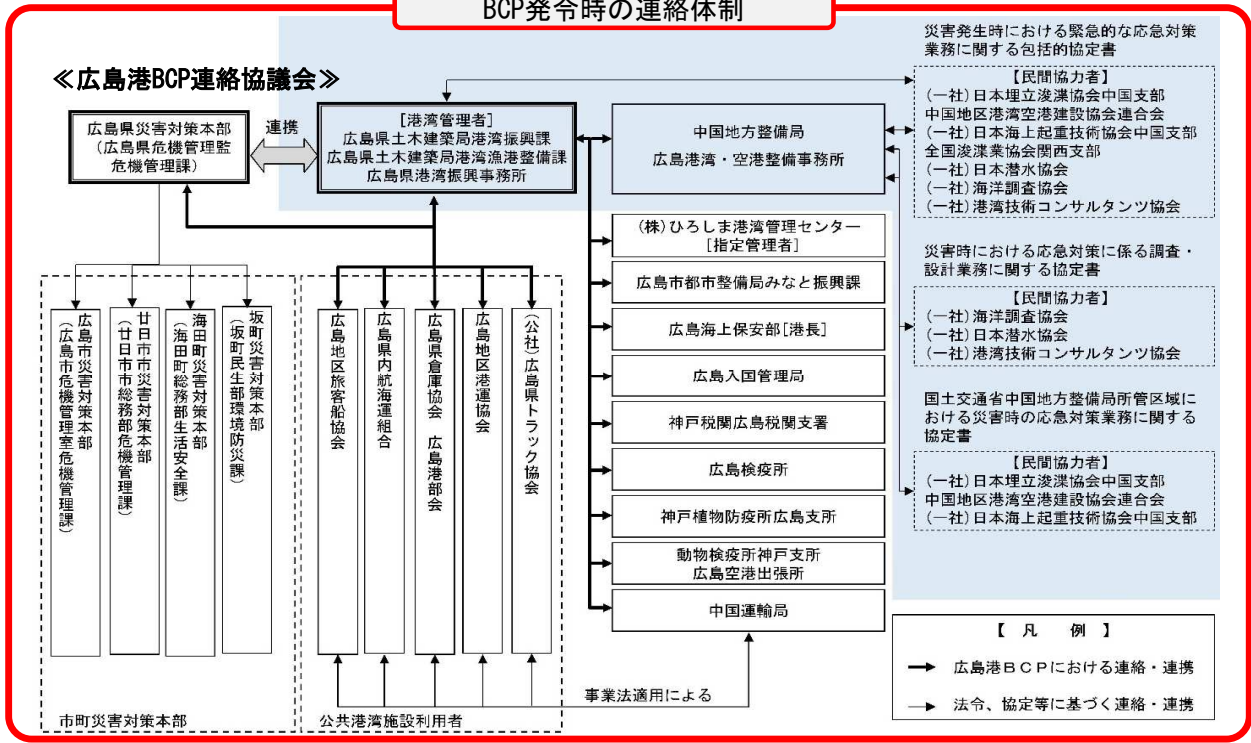 BCP発令時の連絡体制
≪広島港BCP連絡協議会≫
広島県災害対策本部
(広島県危機管理監
危機管理課)
連携
[港湾管理者]
広島県土木建築局港湾振興課
広島県土木建築局港湾漁港整備課
広島県港湾振興事務所
中国地方整備局
広島港湾・空港整備事務所
(株)ひろしま港湾管理センター
[指定管理者]
広島市都市整備局みなと振興課
広島海上保安部[港長]
広島入国管理局
神戸税関広島税関支署
広島検疫所
神戸植物防疫所広島支所
動物検疫所神戸支所
広島空港出張所
中国運輸局
災害発生時における緊急的な応急対策
業務に関する包括的協定書
【民間協力者】
(一社)日本埋立浚渫協会中国支部
中国地区港湾空港建設協会連合会
(一社)日本海上起重技術協会中国支部
全国浚渫業協会関西支部
(一社)日本潜水協会
(一社)海洋調査協会
(一社)港湾技術コンサルタンツ協会
災害時における応急対策に係る調査・
設計業務に関する協定書
【民間協力者】
(一社)海洋調査協会
(一社)日本潜水協会
(一社)港湾技術コンサルタンツ協会
国土交通省中国地方整備局所管区域に
おける災害時の応急対策業務に関する
協定書
【民間協力者】
(一社)日本埋立浚渫協会中国支部
中国地区港湾空港建設協会連合会
(一社)日本海上起重技術協会中国支部
広島市災害対策本部
(広島市危機管理室危機管理課)
廿日市市災害対策本部
(廿日市市総務部危機管理課)
海田町災害対策本部
(海田町総務部生活安全課)
坂町災害対策本部
(坂町民生部環境防災課)
市町災害対策本部
広島地区旅客船協会
広島県内航海運組合
広島県倉庫協会 広島港部会
広島地区港運協会
(公社)広島県トラック協会
公共港湾施設利用者
事業法適用による
【凡例】
広島港BCPにおける連絡・連携
法令、協定等に基づく連絡・連携